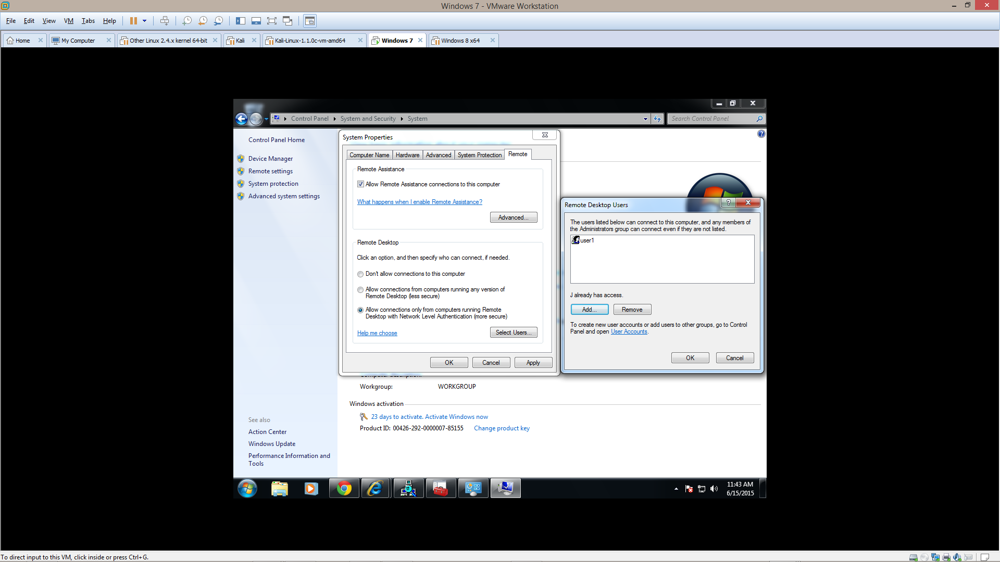 Windows 7 - VMware Workstation
File Edit View VM Tabs Help
Home
My Computer
Other Linux 2.4.x kernel 64-bit
Kali
Kali-Linux-1.1.0c-vm-amd64
Windows 7
Windows 8 x64
Control Panel System and Security System
Search Control Panel
Control Panel Home
Device Manager
Remote settings
System protection
Advanced system settings
See also
Action Center
Windows Update
Performance Information and
Tools
System Properties
Computer Name Hardware Advanced System Protection Remote
Remote Assistance
Allow Remote Assistance connections to this computer
What happens when I enable Remote Assistance?
Advanced...
Remote Desktop
Click an option, and then specify who can connect, if needed.
Don't allow connections to this computer
Allow connections from computers running any version of
Remote Desktop (less secure)
Allow connections only from computers running Remote
Desktop with Network Level Authentication (more secure)
Help me choose
Select Users...
OK Cancel Apply
Remote Desktop Users
The users listed below can connect to this computer, and any members of
the Administrators group can connect even if they are not listed.
user1
J already has access.
Add... Remove
To create new user accounts or add users to other groups, go to Control
Panel and open User Accounts.
OK Cancel
Workgroup: WORKGROUP
Windows activation
23 days to activate. Activate Windows now
Product ID: 00426-292-0000007-85155 Change product key
11:43 AM
6/15/2015
To direct input to this VM, click inside or press Ctrl+G.